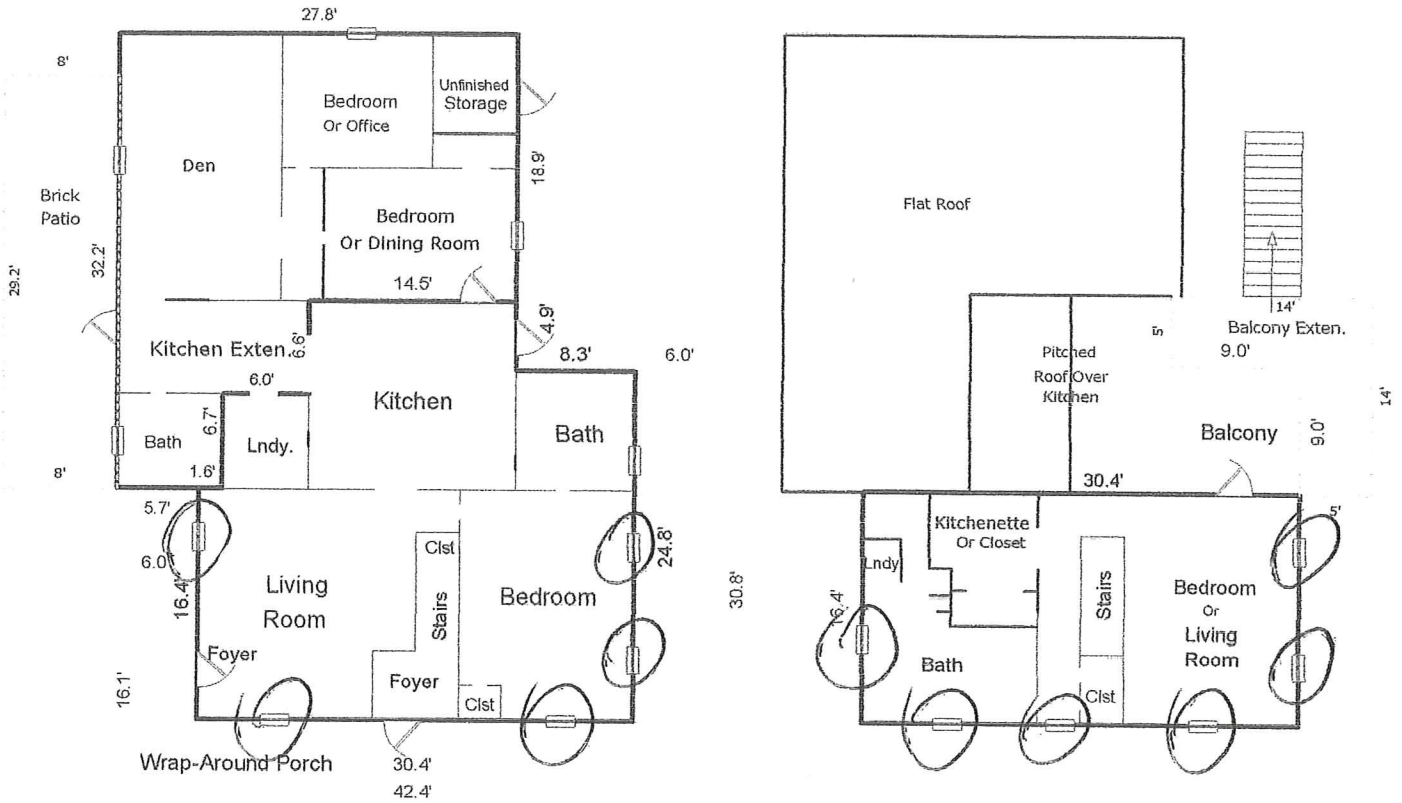 27.8'
8'
Unfinished
Storage
Bedroom
Or Office
Den
18.9'
Brick
Patio
Bedroom
Or Dining Room
32.2'
29.2'
14.5'
4.9'
Kitchen Exten.
6.6'
8.3'
6.0'
6.0'
Kitchen
6.7'
Bath
Lndy.
Bath
1.6'
8'
5.7'
Clst
24.8'
6.0'
16.4'
Living
Room
Stairs
Bedroom
Foyer
Foyer
16.1'
Clst
Wrap-Around Porch
30.4'
42.4'
Flat Roof
14'
5'
Balcony Exten.
9.0'
Pitched
Roof Over
Kitchen
14'
Balcony
9.0'
30.4'
5'
Kitchenette
Or Closet
Lndy
30.8'
16.4'
Stairs
Bedroom
Or
Living
Room
Bath
Clst